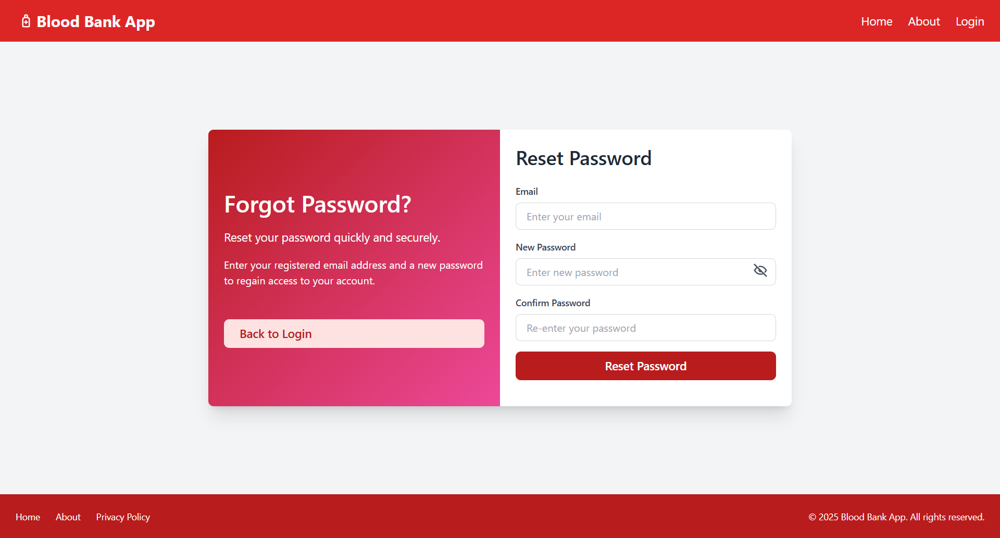 Blood Bank App
Home About Login
Forgot Password?
Reset your password quickly and securely.
Enter your registered email address and a new password
to regain access to your account.
Back to Login
Reset Password
Email
Enter your email
New Password
Enter new password
Confirm Password
Re-enter your password
Reset Password
Home About Privacy Policy
© 2025 Blood Bank App. All rights reserved.